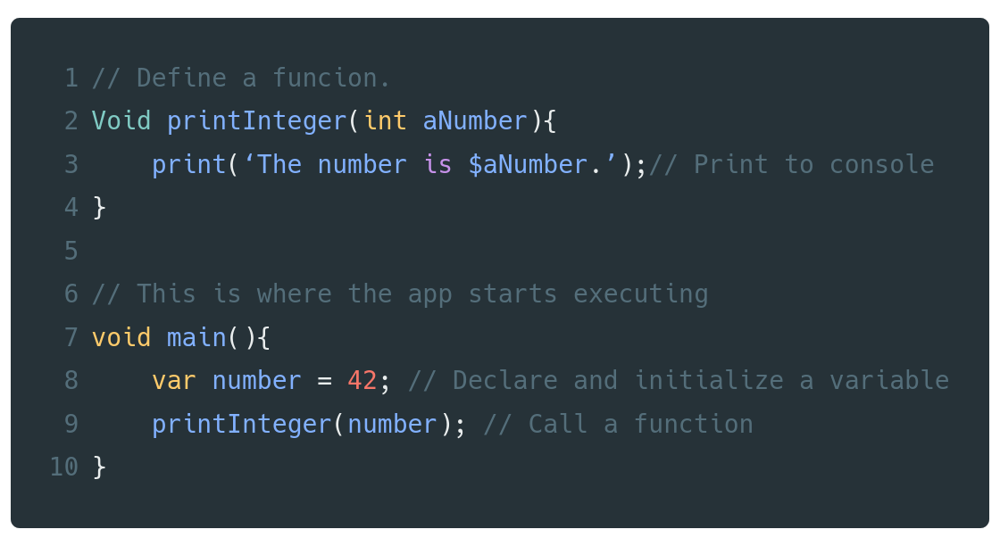 1 // Define a funcion.
2 Void printInteger(int aNumber){
3     print(‘The number is $aNumber.’);// Print to console
4 }
5
6 // This is where the app starts executing
7 void main(){
8     var number = 42; // Declare and initialize a variable
9     printInteger(number); // Call a function
10 }